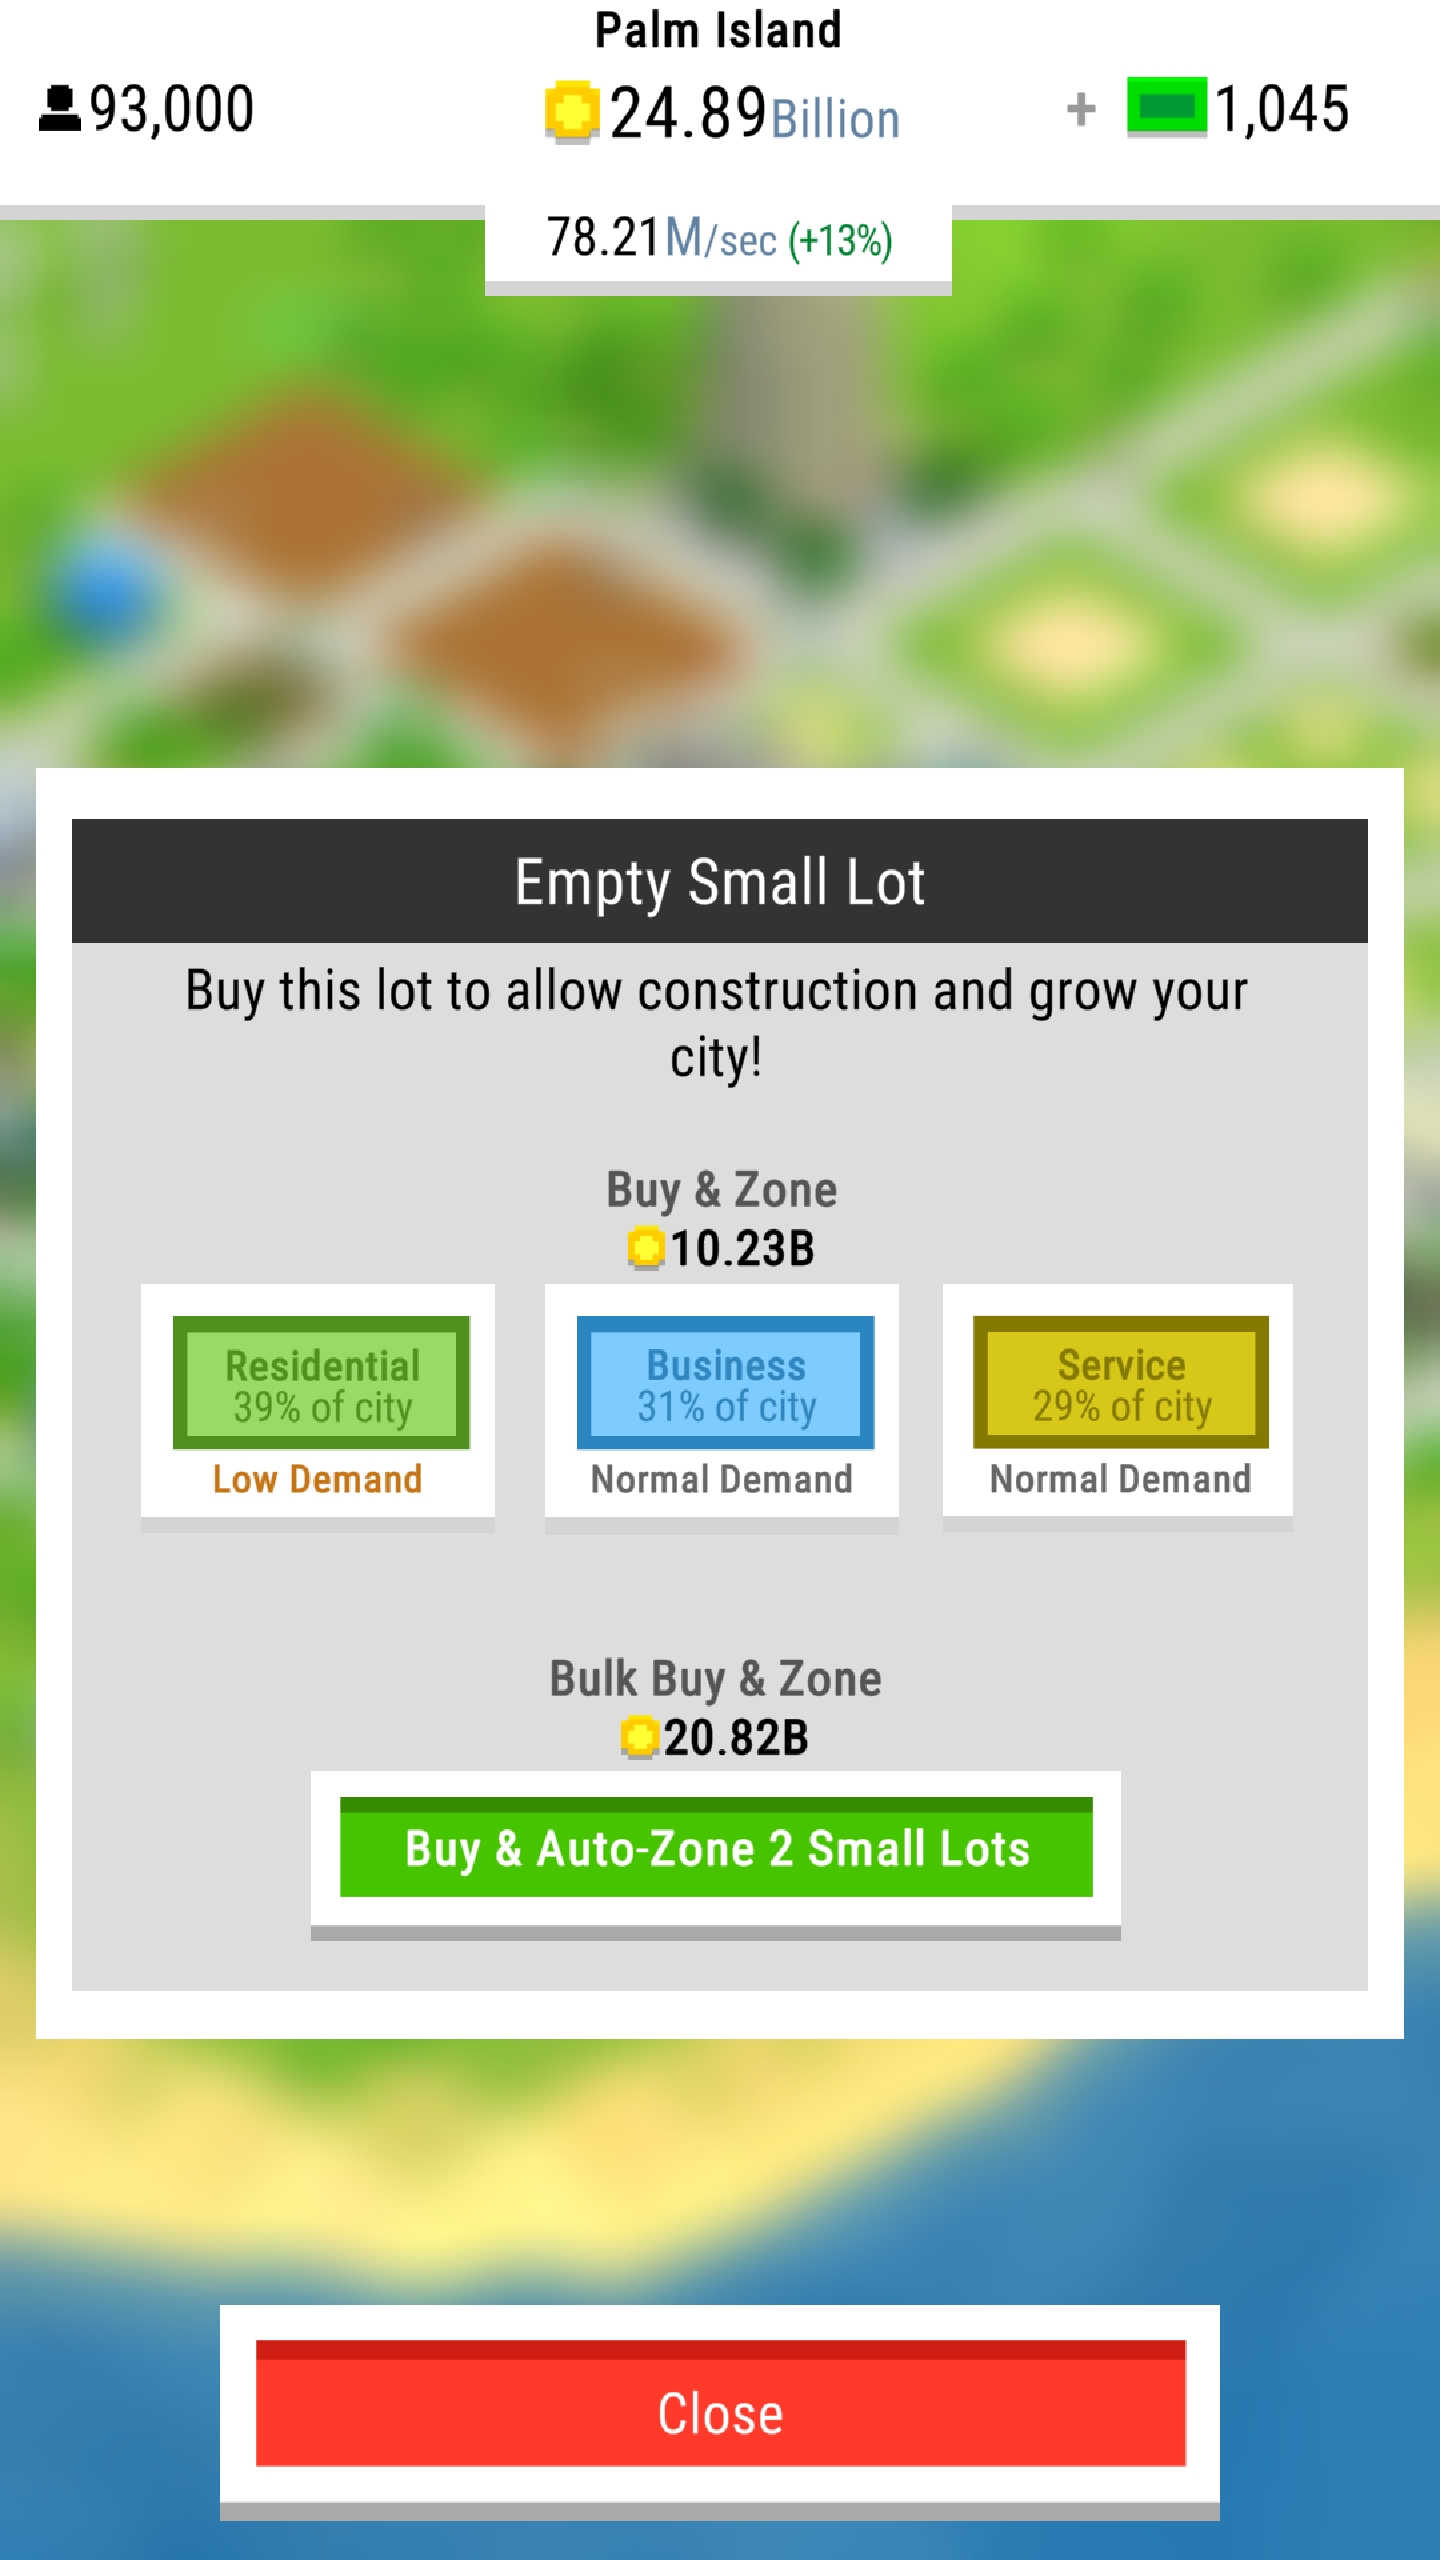 Palm Island
93,000
24.89Billion
+ 1,045
78.21M/sec (+13%)
Empty Small Lot
Buy this lot to allow construction and grow your
city!
Buy & Zone
10.23B
Residential
39% of city
Low Demand
Business
31% of city
Normal Demand
Service
29% of city
Normal Demand
Bulk Buy & Zone
20.82B
Buy & Auto-Zone 2 Small Lots
Close